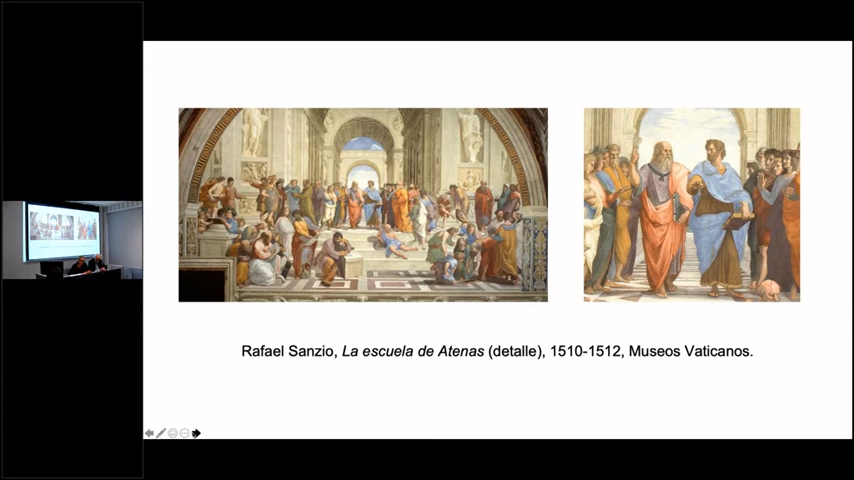 Rafael Sanzio, La escuela de Atenas (detalle), 1510-1512, Museos Vaticanos.